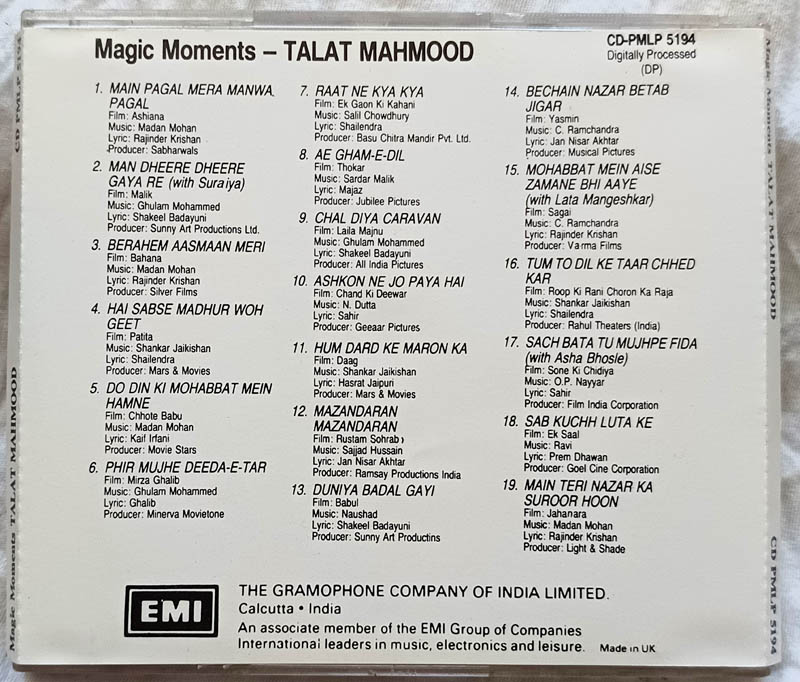 Magic Moments – TALAT MAHMOOD
CD-PMLP 5194
Digitally Processed
(DP)
1. MAIN PAGAL MERA MANWA
PAGAL
Film: Ashiana
Music: Madan Mohan
Lyric: Rajinder Krishan
Producer: Sabharwals
2. MAN DHEERE DHEERE
GAYA RE (with Suraiya)
Film: Malik
Music: Ghulam Mohammed
Lyric: Shakeel Badayuni
Producer: Sunny Art Productions Ltd.
3. BERAHEM AASMAAN MERI
Film: Bahana
Music: Madan Mohan
Lyric: Rajinder Krishan
Producer: Silver Films
4. HAI SABSE MADHUR WOH
GEET
Film: Patita
Music: Shankar Jaikishan
Lyric: Shailendra
Producer: Mars & Movies
5. DO DIN KI MOHABBAT MEIN
HAMNE
Film: Chhote Babu
Music: Madan Mohan
Lyric: Kaif Irfani
Producer: Movie Stars
6. PHIR MUJHE DEEDA-E-TAR
Film: Mirza Ghalib
Music: Ghulam Mohammed
Lyric: Ghalib
Producer: Minerva Movietone
7. RAAT NE KYA KYA
Film: Ek Gaon Ki Kahani
Music: Salil Chowdhury
Lyric: Shailendra
Producer: Basu Chitra Mandir Pvt. Ltd.
8. AE GHAM-E-DIL
Film: Thokar
Music: Sardar Malik
Lyric: Majaz
Producer: Jubilee Pictures
9. CHAL DIYA CARAVAN
Film: Laila Majnu
Music: Ghulam Mohammed
Lyric: Shakeel Badayuni
Producer: All India Pictures
10. ASHKON NE JO PAYA HAI
Film: Chand Ki Deewar
Music: N. Dutta
Lyric: Sahir
Producer: Geeaar Pictures
11. HUM DARD KE MARON KA
Film: Daag
Music: Shankar Jaikishan
Lyric: Hasrat Jaipuri
Producer: Mars & Movies
12. MAZANDARAN
MAZANDARAN
Film: Rustam Sohrab
Music: Sajjad Hussain
Lyric: Jan Nisar Akhtar
Producer: Ramsay Productions India
13. DUNIYA BADAL GAYI
Film: Babul
Music: Naushad
Lyric: Shakeel Badayuni
Producer: Sunny Art Productins
14. BECHAIN NAZAR BETAB
JIGAR
Film: Yasmin
Music: C. Ramchandra
Lyric: Jan Nisar Akhtar
Producer: Musical Pictures
15. MOHABBAT MEIN AISE
ZAMANE BHI AAYE
(with Lata Mangeshkar)
Film: Sagai
Music: C. Ramchandra
Lyric: Rajinder Krishan
Producer: Varma Films
16. TUM TO DIL KE TAAR CHHED
KAR
Film: Roop Ki Rani Choron Ka Raja
Music: Shankar Jaikishan
Lyric: Shailendra
Producer: Rahul Theaters (India)
17. SACH BATA TU MUJHPE FIDA
(with Asha Bhosle)
Film: Sone Ki Chidiya
Music: O.P. Nayyar
Lyric: Sahir
Producer: Film India Corporation
18. SAB KUCHH LUTA KE
Film: Ek Saal
Music: Ravi
Lyric: Prem Dhawan
Producer: Goel Cine Corporation
19. MAIN TERI NAZAR KA
SUROOR HOON
Film: Jahanara
Music: Madan Mohan
Lyric: Rajinder Krishan
Producer: Light & Shade
EMI
THE GRAMOPHONE COMPANY OF INDIA LIMITED.
Calcutta • India
An associate member of the EMI Group of Companies
International leaders in music, electronics and leisure.
Made in UK
Magic Moments TALAT MAHMOOD
CD PMLP 5194
Magic Moments TALAT MAHMOOD
CD PMLP 5194